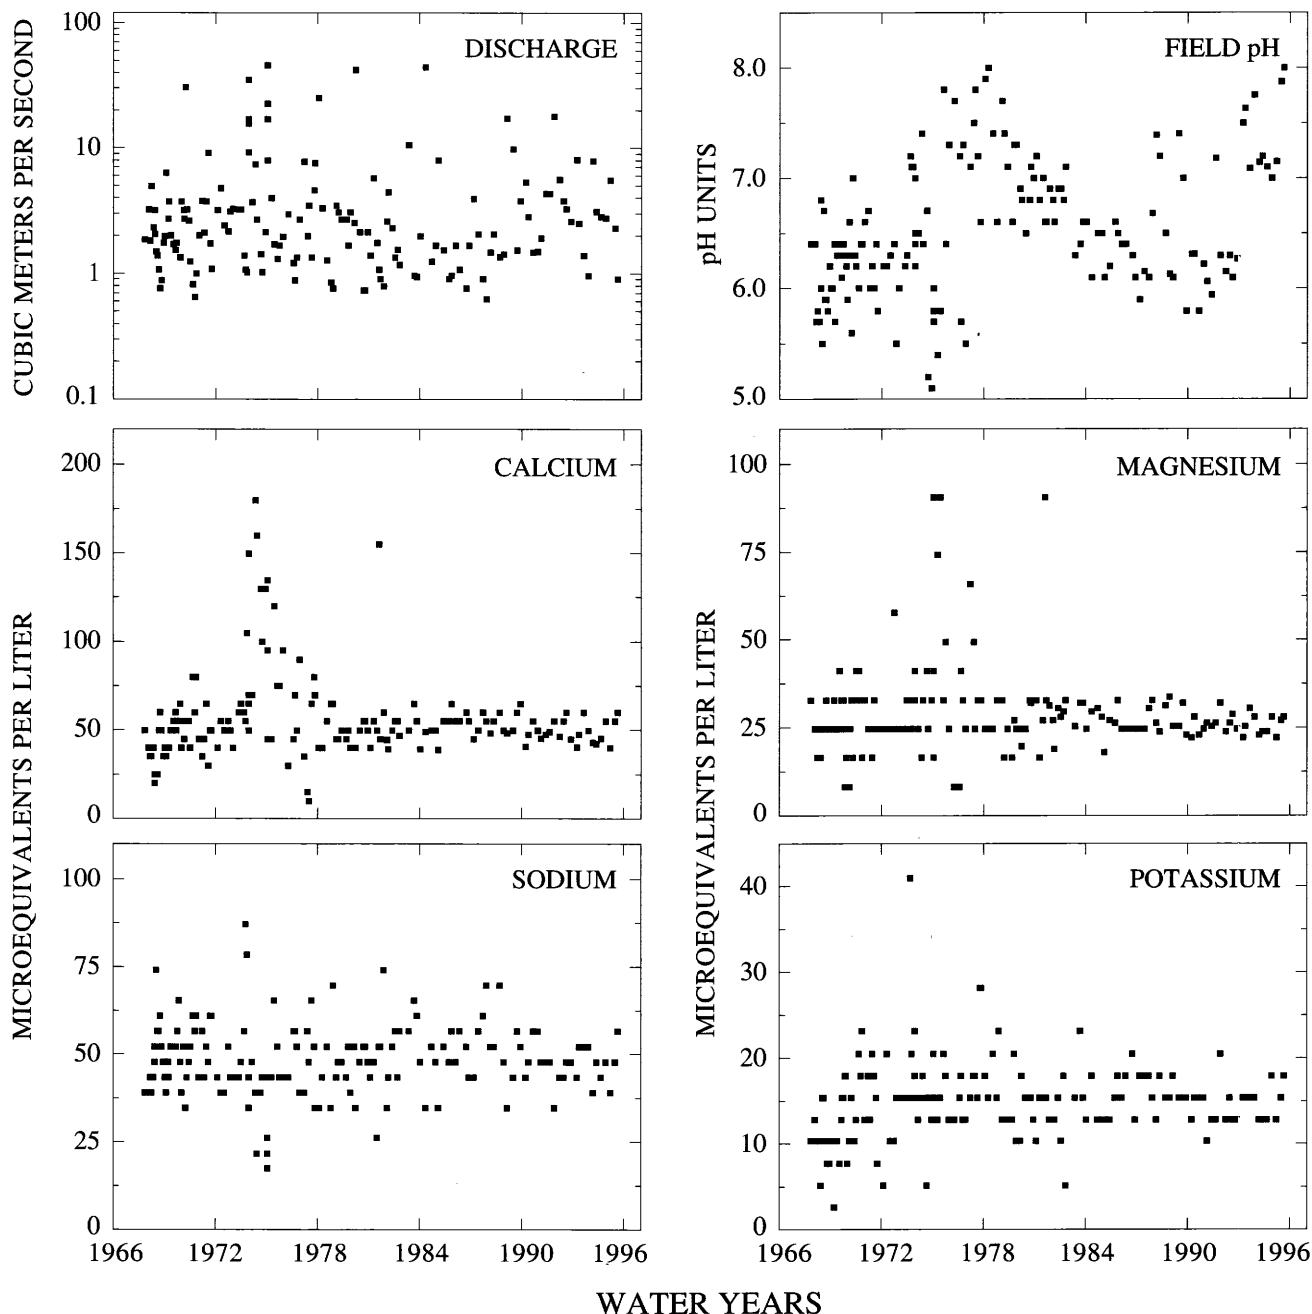 CUBIC METERS PER SECOND
100
10
1
0.1
DISCHARGE
pH UNITS
8.0
7.0
6.0
5.0
FIELD pH
MICROEQUIVALENTS PER LITER
200
150
100
50
0
CALCIUM
MICROEQUIVALENTS PER LITER
100
75
50
25
0
MAGNESIUM
100
75
50
25
0
SODIUM
1966 1972 1978 1984 1990 1996
40
30
20
10
0
POTASSIUM
1966 1972 1978 1984 1990 1996
WATER YEARS